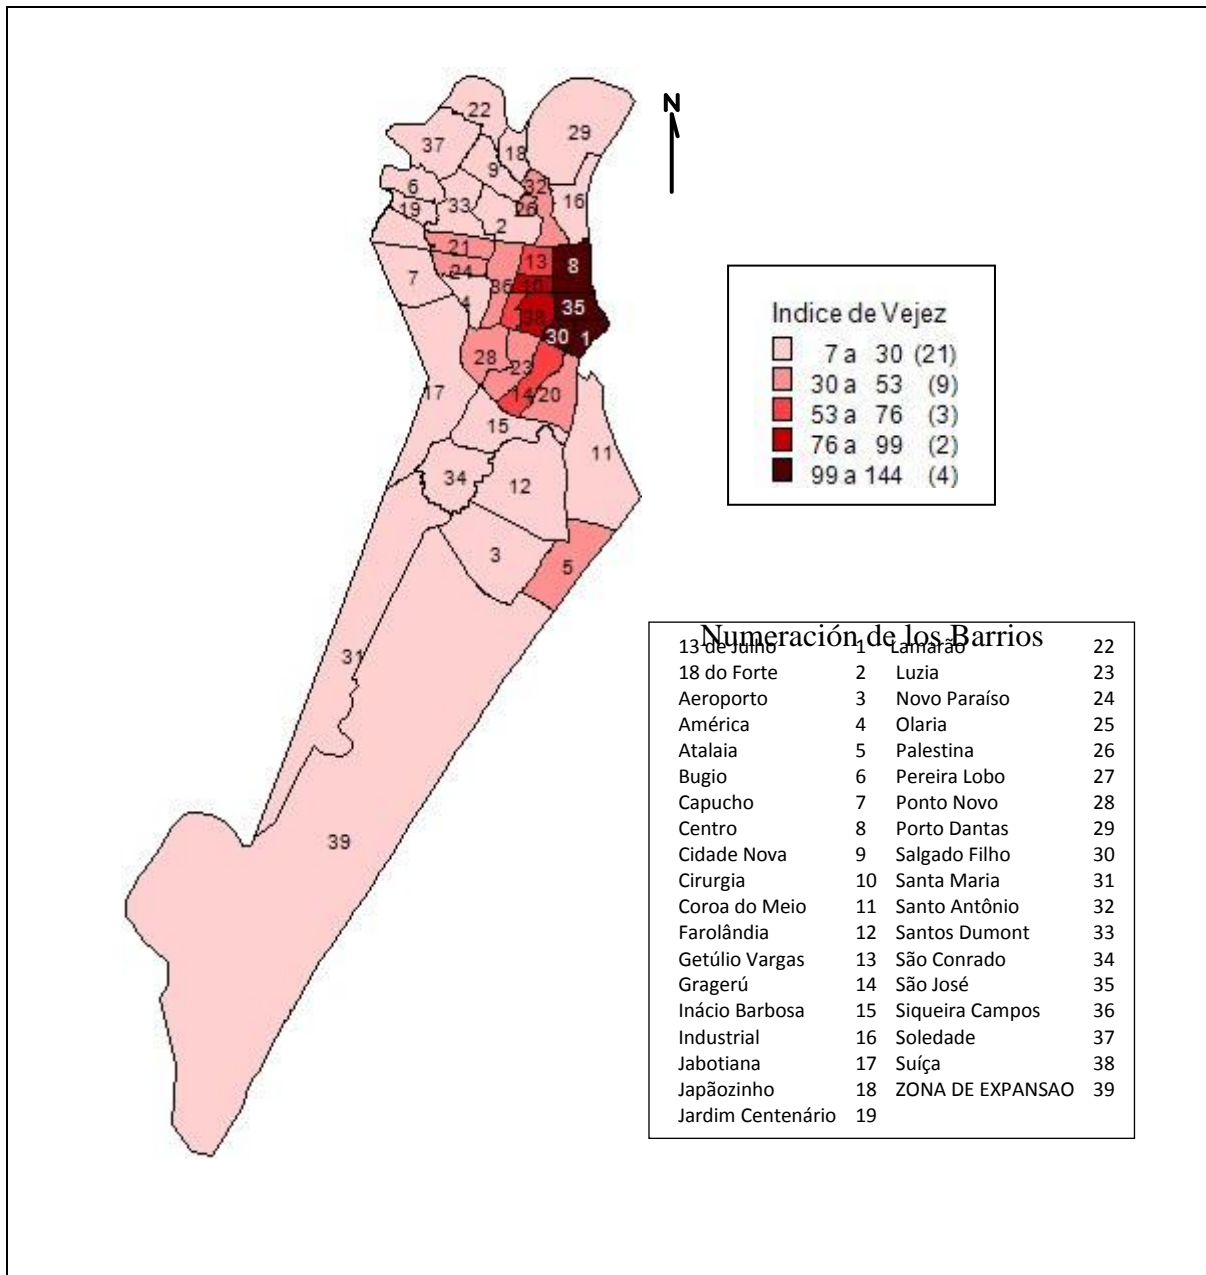 N
22
29
37
18
9
32
6
16
33
26
19
2
21
13
8
24
7
36
10
4
35
38
30 1
28
23
17
14 20
15
11
34
12
3
5
31
39
Indice de Vejez
7 a 30 (21)
30 a 53 (9)
53 a 76 (3)
76 a 99 (2)
99 a 144 (4)
Numeración de los Barrios
13 de Julho 1 Lamarão 22
18 do Forte 2 Luzia 23
Aeroporto 3 Novo Paraíso 24
América 4 Olaria 25
Atalaia 5 Palestina 26
Bugio 6 Pereira Lobo 27
Capucho 7 Ponto Novo 28
Centro 8 Porto Dantas 29
Cidade Nova 9 Salgado Filho 30
Cirurgia 10 Santa Maria 31
Coroa do Meio 11 Santo Antônio 32
Farolândia 12 Santos Dumont 33
Getúlio Vargas 13 São Conrado 34
Gragerú 14 São José 35
Inácio Barbosa 15 Siqueira Campos 36
Industrial 16 Soledade 37
Jabotiana 17 Suíça 38
Japãozinho 18 ZONA DE EXPANSAO 39
Jardim Centenário 19